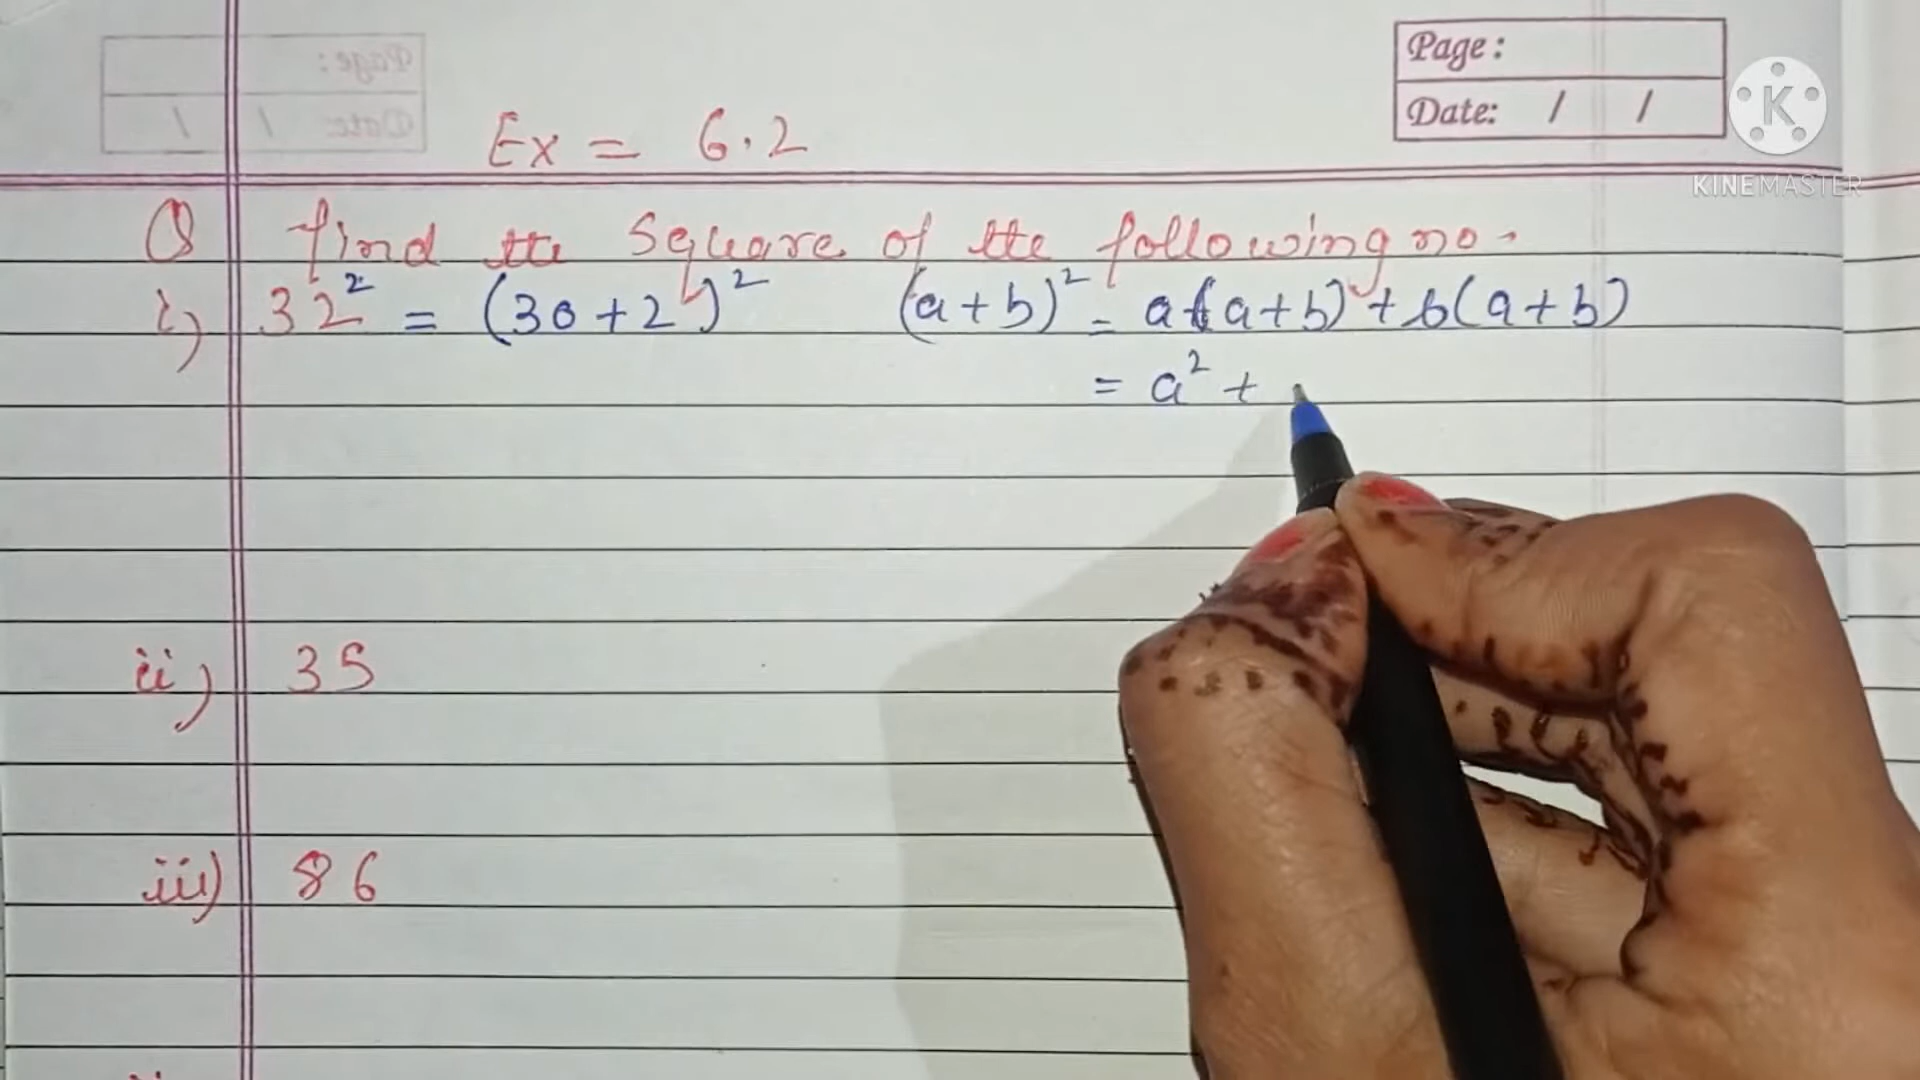 Page :
Date: / /
KINEMASTER
Ex = 6.2
Q find the Square of the following no.
i) 32² = (30+2)² (a+b)² = a(a+b) + b(a+b)
= a² +
ii) 35
iii) 86